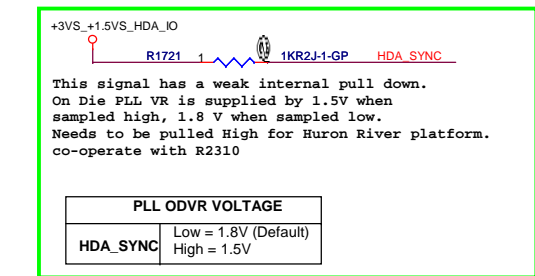 +3VS_+1.5VS_HDA_IO
R1721 1 1KR2J-1-GP HDA_SYNC
This signal has a weak internal pull down.
On Die PLL VR is supplied by 1.5V when
sampled high, 1.8 V when sampled low.
Needs to be pulled High for Huron River platform.
co-operate with R2310
PLL ODVR VOLTAGE
HDA_SYNC
Low = 1.8V (Default)
High = 1.5V